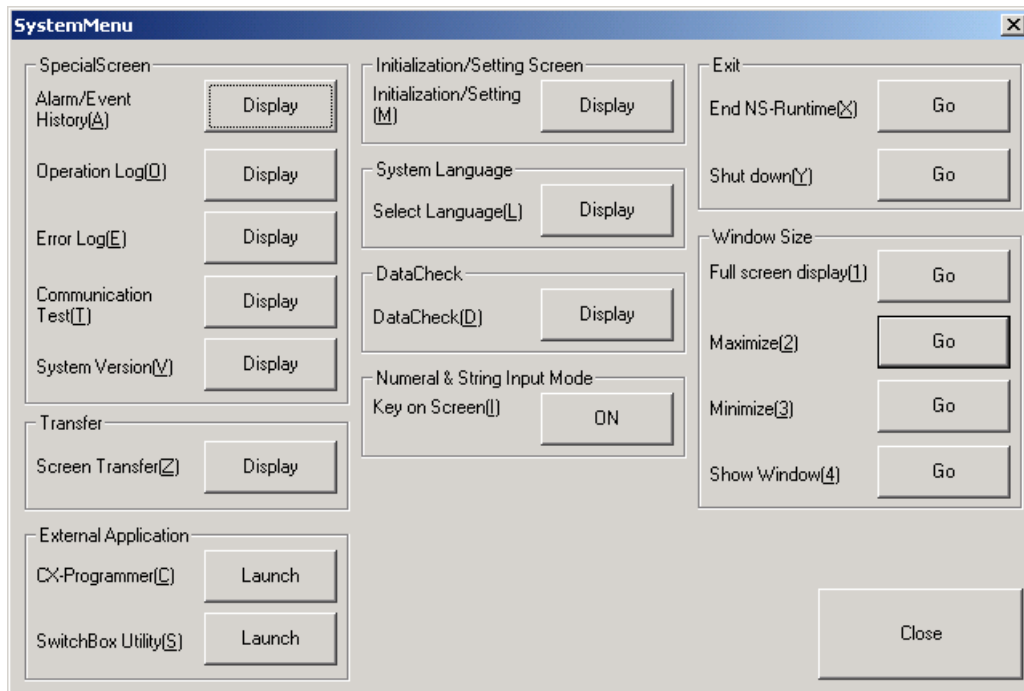 SystemMenu
SpecialScreen
Alarm/Event
History(A)
Display
Operation Log(O)
Display
Error Log(E)
Display
Communication
Test(T)
Display
System Version(V)
Display
Transfer
Screen Transfer(Z)
Display
External Application
CX-Programmer(C)
Launch
SwitchBox Utility(S)
Launch
Initialization/Setting Screen
Initialization/Setting
(M)
Display
System Language
Select Language(L)
Display
DataCheck
DataCheck(D)
Display
Numeral & String Input Mode
Key on Screen(I)
ON
Exit
End NS-Runtime(X)
Go
Shut down(Y)
Go
Window Size
Full screen display(1)
Go
Maximize(2)
Go
Minimize(3)
Go
Show Window(4)
Go
Close